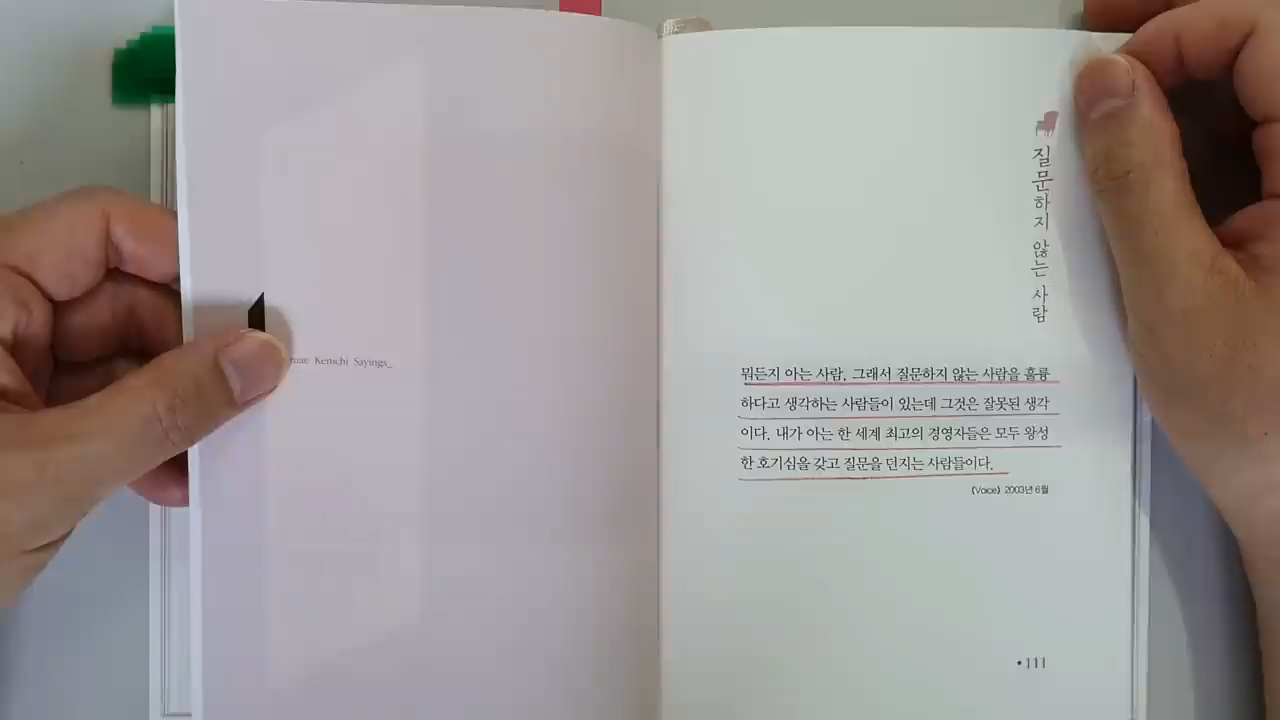 Kenichi Sayings_
질문하지 않는 사람
뭐든지 아는 사람. 그래서 질문하지 않는 사람을 훌륭
하다고 생각하는 사람들이 있는데 그것은 잘못된 생각
이다. 내가 아는 한 세계 최고의 경영자들은 모두 왕성
한 호기심을 갖고 질문을 던지는 사람들이다.
《Voice》 2003년 6월
•111